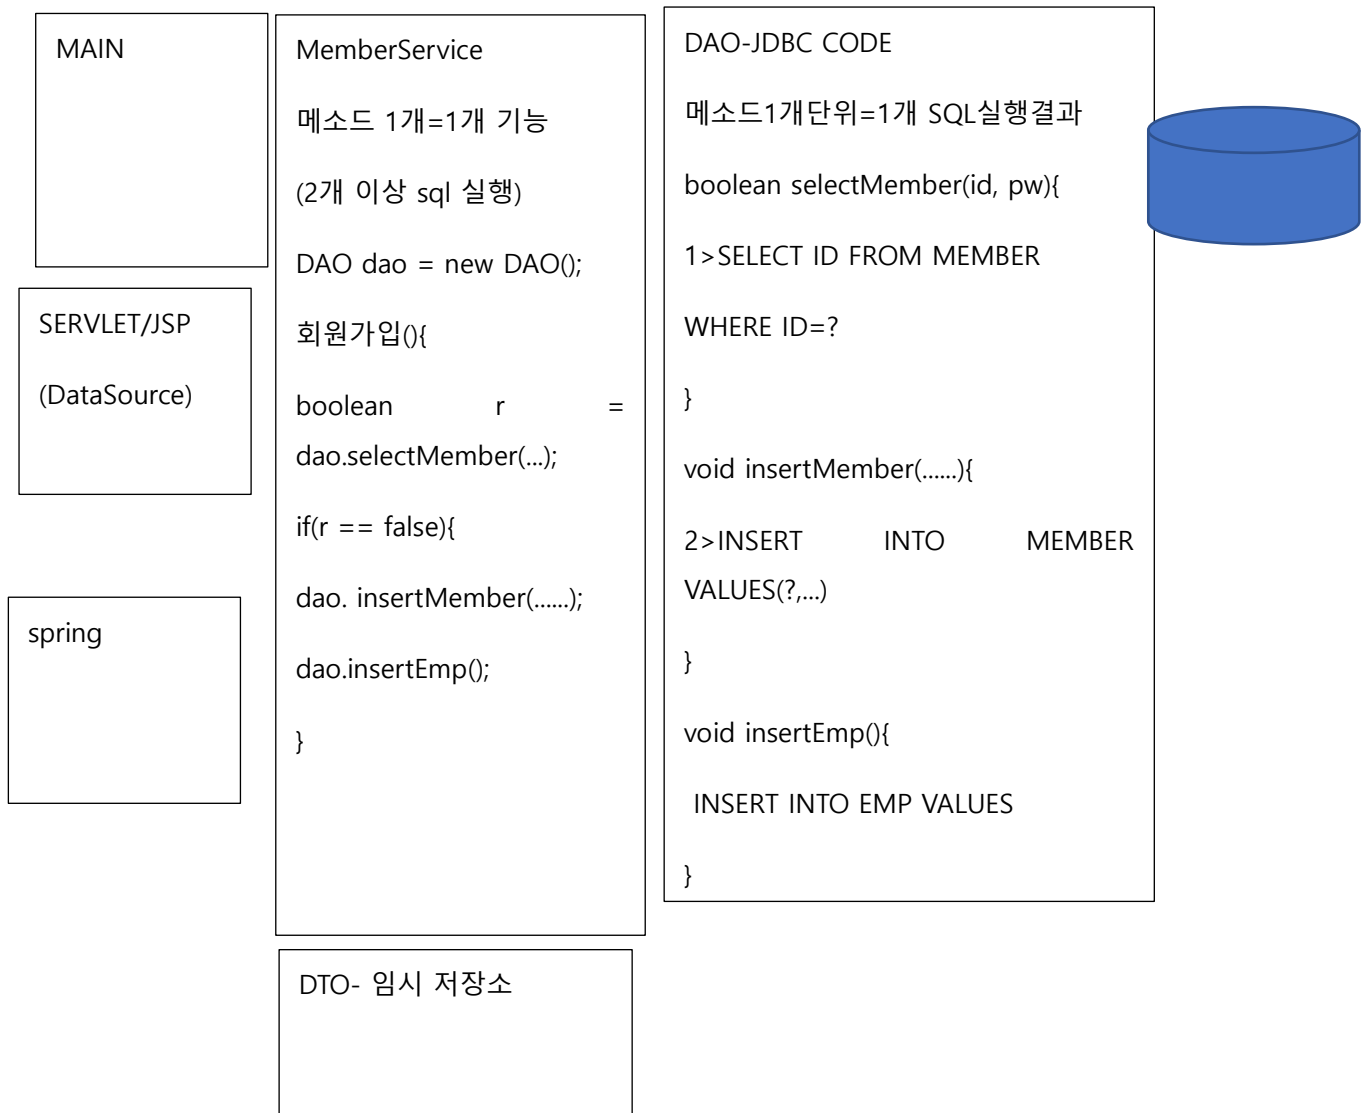 MAIN
SERVLET/JSP
(DataSource)
spring
MemberService
메소드 1개=1개 기능
(2개 이상 sql 실행)
DAO dao = new DAO();
회원가입(){
boolean r =
dao.selectMember(...);
if(r == false){
dao. insertMember(......);
dao.insertEmp();
}
DTO- 임시 저장소
DAO-JDBC CODE
메소드1개단위=1개 SQL실행결과
boolean selectMember(id, pw){
1>SELECT ID FROM MEMBER
WHERE ID=?
}
void insertMember(......){
2>INSERT INTO MEMBER
VALUES(?,...)
}
void insertEmp(){
INSERT INTO EMP VALUES
}